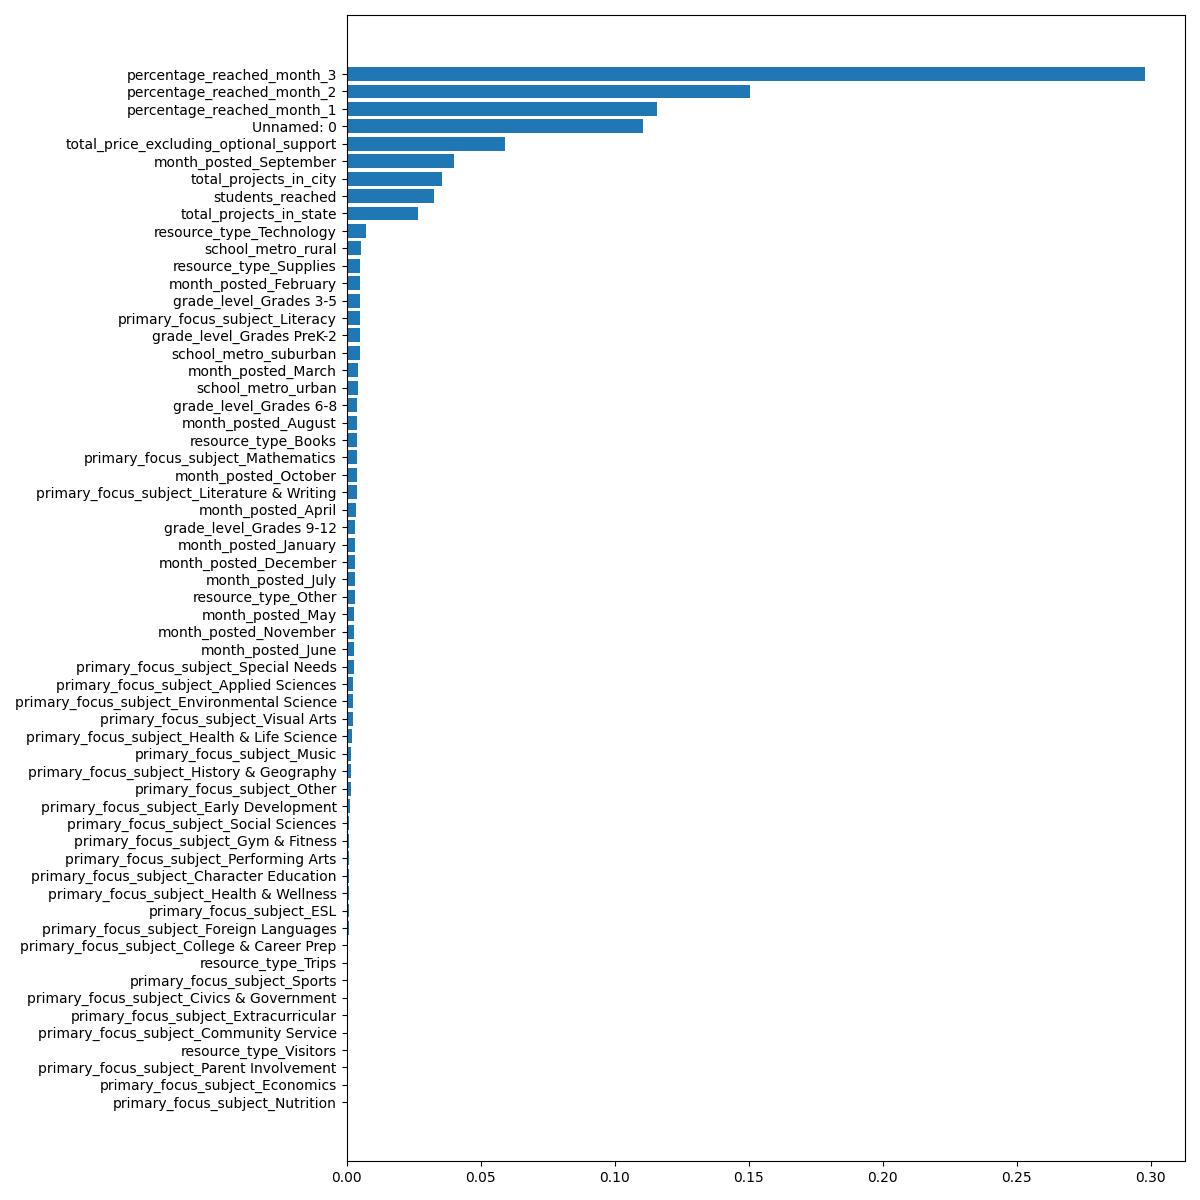 percentage_reached_month_3
percentage_reached_month_2
percentage_reached_month_1
Unnamed: 0
total_price_excluding_optional_support
month_posted_September
total_projects_in_city
students_reached
total_projects_in_state
resource_type_Technology
school_metro_rural
resource_type_Supplies
month_posted_February
grade_level_Grades 3-5
primary_focus_subject_Literacy
grade_level_Grades PreK-2
school_metro_suburban
month_posted_March
school_metro_urban
grade_level_Grades 6-8
month_posted_August
resource_type_Books
primary_focus_subject_Mathematics
month_posted_October
primary_focus_subject_Literature & Writing
month_posted_April
grade_level_Grades 9-12
month_posted_January
month_posted_December
month_posted_July
resource_type_Other
month_posted_May
month_posted_November
month_posted_June
primary_focus_subject_Special Needs
primary_focus_subject_Applied Sciences
primary_focus_subject_Environmental Science
primary_focus_subject_Visual Arts
primary_focus_subject_Health & Life Science
primary_focus_subject_Music
primary_focus_subject_History & Geography
primary_focus_subject_Other
primary_focus_subject_Early Development
primary_focus_subject_Social Sciences
primary_focus_subject_Gym & Fitness
primary_focus_subject_Performing Arts
primary_focus_subject_Character Education
primary_focus_subject_Health & Wellness
primary_focus_subject_ESL
primary_focus_subject_Foreign Languages
primary_focus_subject_College & Career Prep
resource_type_Trips
primary_focus_subject_Sports
primary_focus_subject_Civics & Government
primary_focus_subject_Extracurricular
primary_focus_subject_Community Service
resource_type_Visitors
primary_focus_subject_Parent Involvement
primary_focus_subject_Economics
primary_focus_subject_Nutrition
0.00 0.05 0.10 0.15 0.20 0.25 0.30